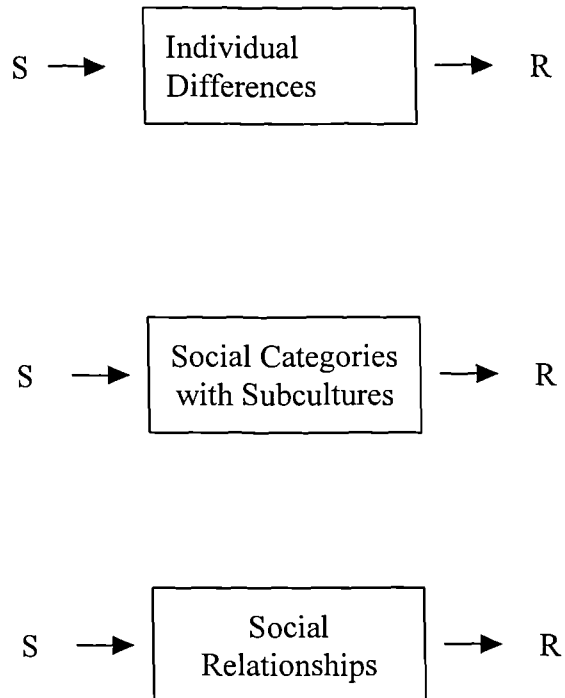 Individual
S R
Differences
Social Categories
S R
with Subcultures
Social
S R
Relationships